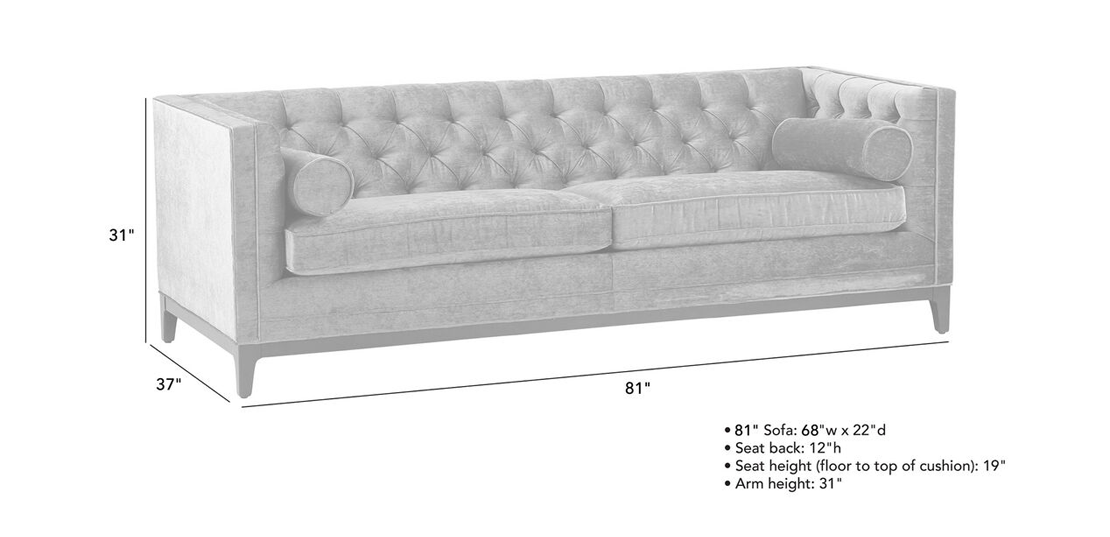 31"
37"
81"
• 81" Sofa: 68"w x 22"d
• Seat back: 12"h
• Seat height (floor to top of cushion): 19"
• Arm height: 31"